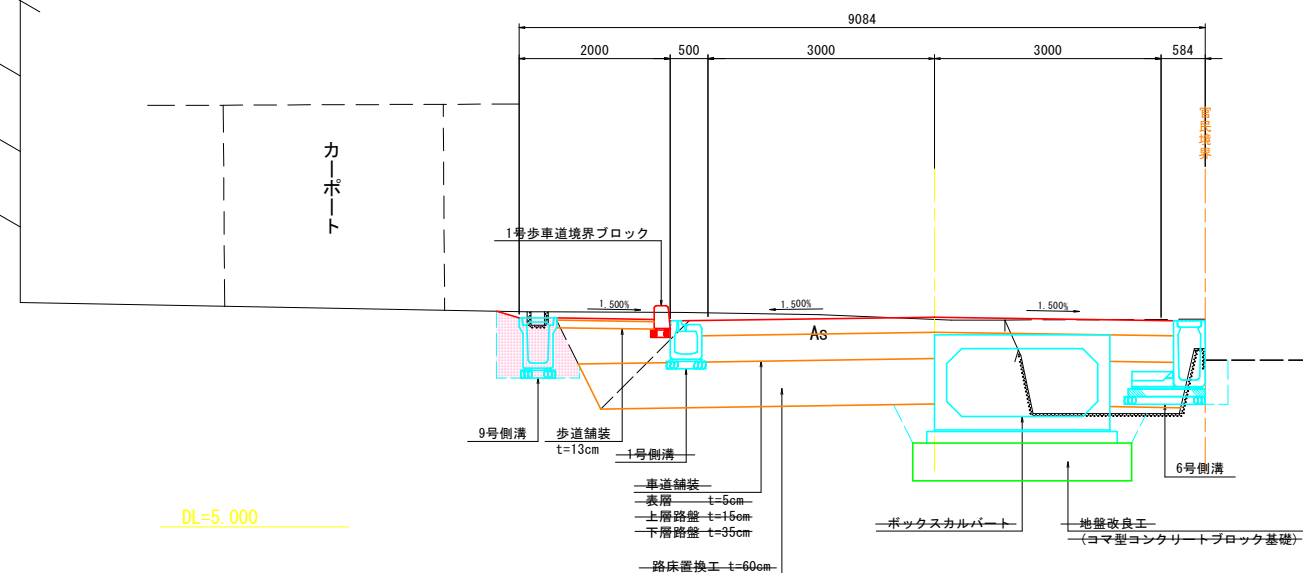 9084
2000
500
3000
3000
584
官民境界
カーポート
1号歩車道境界ブロック
1.500%
1.500%
1.500%
As
9号側溝
歩道舗装
t=13cm
1号側溝
6号側溝
車道舗装
表層 t=5cm
上層路盤 t=15cm
下層路盤 t=35cm
DL=5.000
ボックスカルバート
地盤改良工
(コマ型コンクリートブロック基礎)
路床置換工 t=60cm